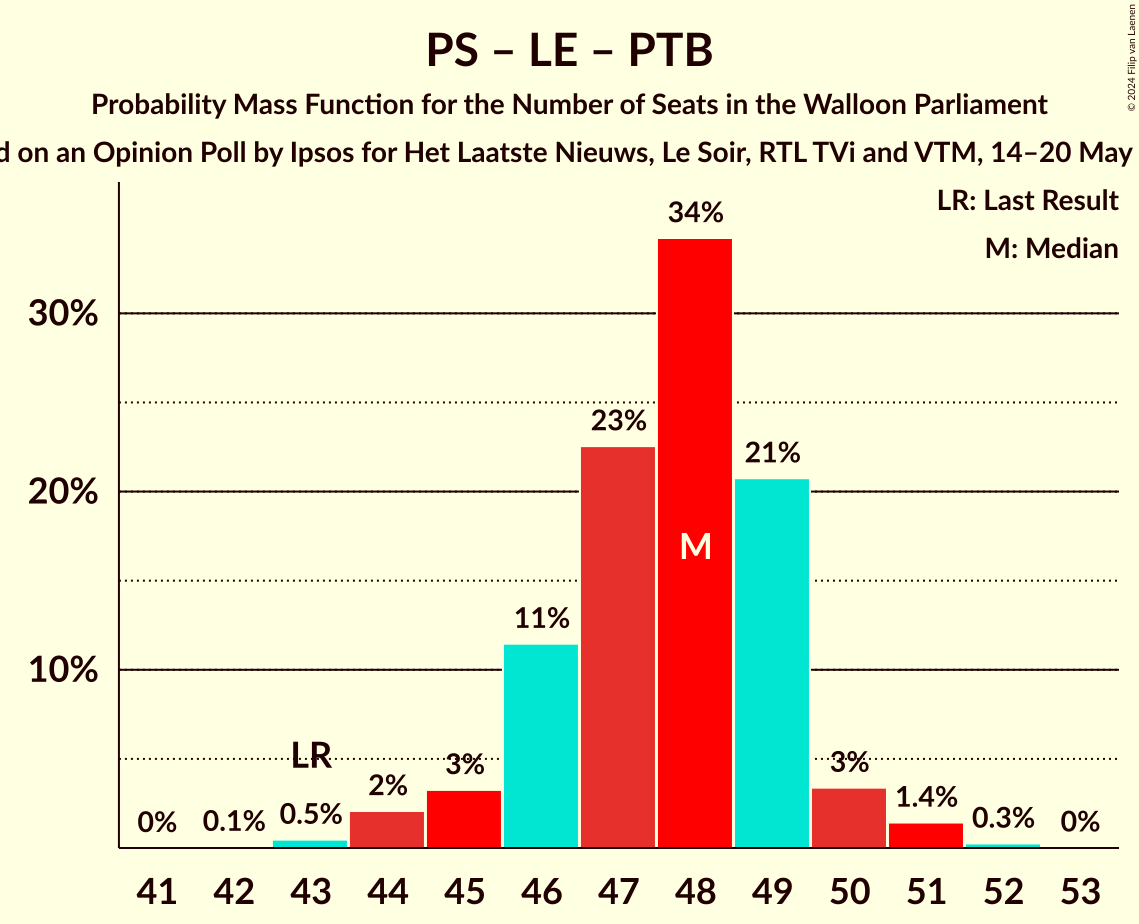 PS – LE – PTB
Probability Mass Function for the Number of Seats in the Walloon Parliament
on an Opinion Poll by Ipsos for Het Laatste Nieuws, Le Soir, RTL TVi and VTM, 14–20 May
© 2024 Filip van Laenen
LR: Last Result
M: Median
34%
30%
23%
21%
20%
M
11%
10%
LR
0%
0.1%
0.5%
2%
3%
3%
1.4%
0.3%
0%
41 42 43 44 45 46 47 48 49 50 51 52 53